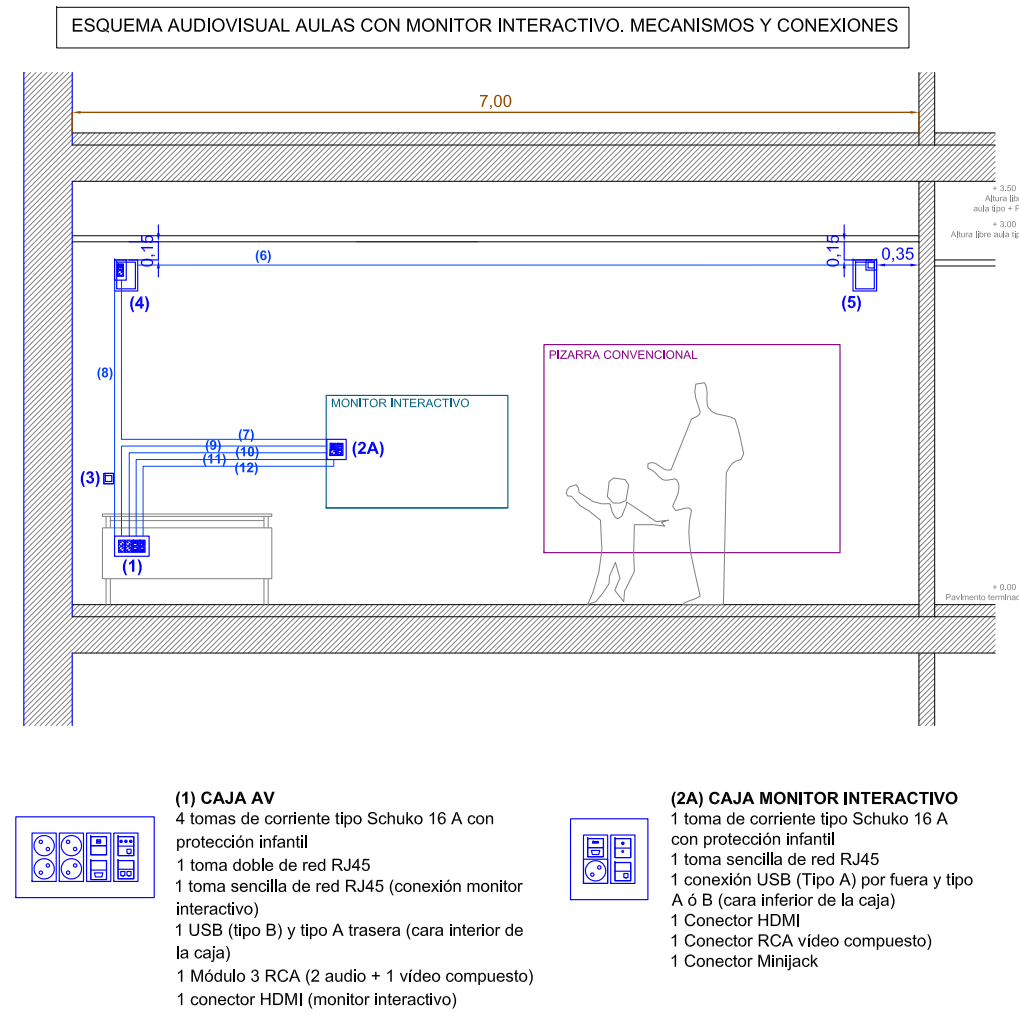 ESQUEMA AUDIOVISUAL AULAS CON MONITOR INTERACTIVO. MECANISMOS Y CONEXIONES
7,00
+ 3.50
Altura
aula tipo +
+ 3.00
Altura libre aula
0,15
(6)
0,15
0,35
(4)
(5)
PIZARRA CONVENCIONAL
(8)
MONITOR INTERACTIVO
(7)
(9)
(10)
(2A)
(11)
(12)
(3)
(1)
+ 0.00
Pavimento
(1) CAJA AV
4 tomas de corriente tipo Schuko 16 A con
protección infantil
1 toma doble de red RJ45
1 toma sencilla de red RJ45 (conexión monitor
interactivo)
1 USB (tipo B) y tipo A trasera (cara interior de
la caja)
1 Módulo 3 RCA (2 audio + 1 vídeo compuesto)
1 conector HDMI (monitor interactivo)
(2A) CAJA MONITOR INTERACTIVO
1 toma de corriente tipo Schuko 16 A
con protección infantil
1 toma sencilla de red RJ45
1 conexión USB (Tipo A) por fuera y tipo
A ó B (cara inferior de la caja)
1 Conector HDMI
1 Conector RCA vídeo compuesto)
1 Conector Minijack